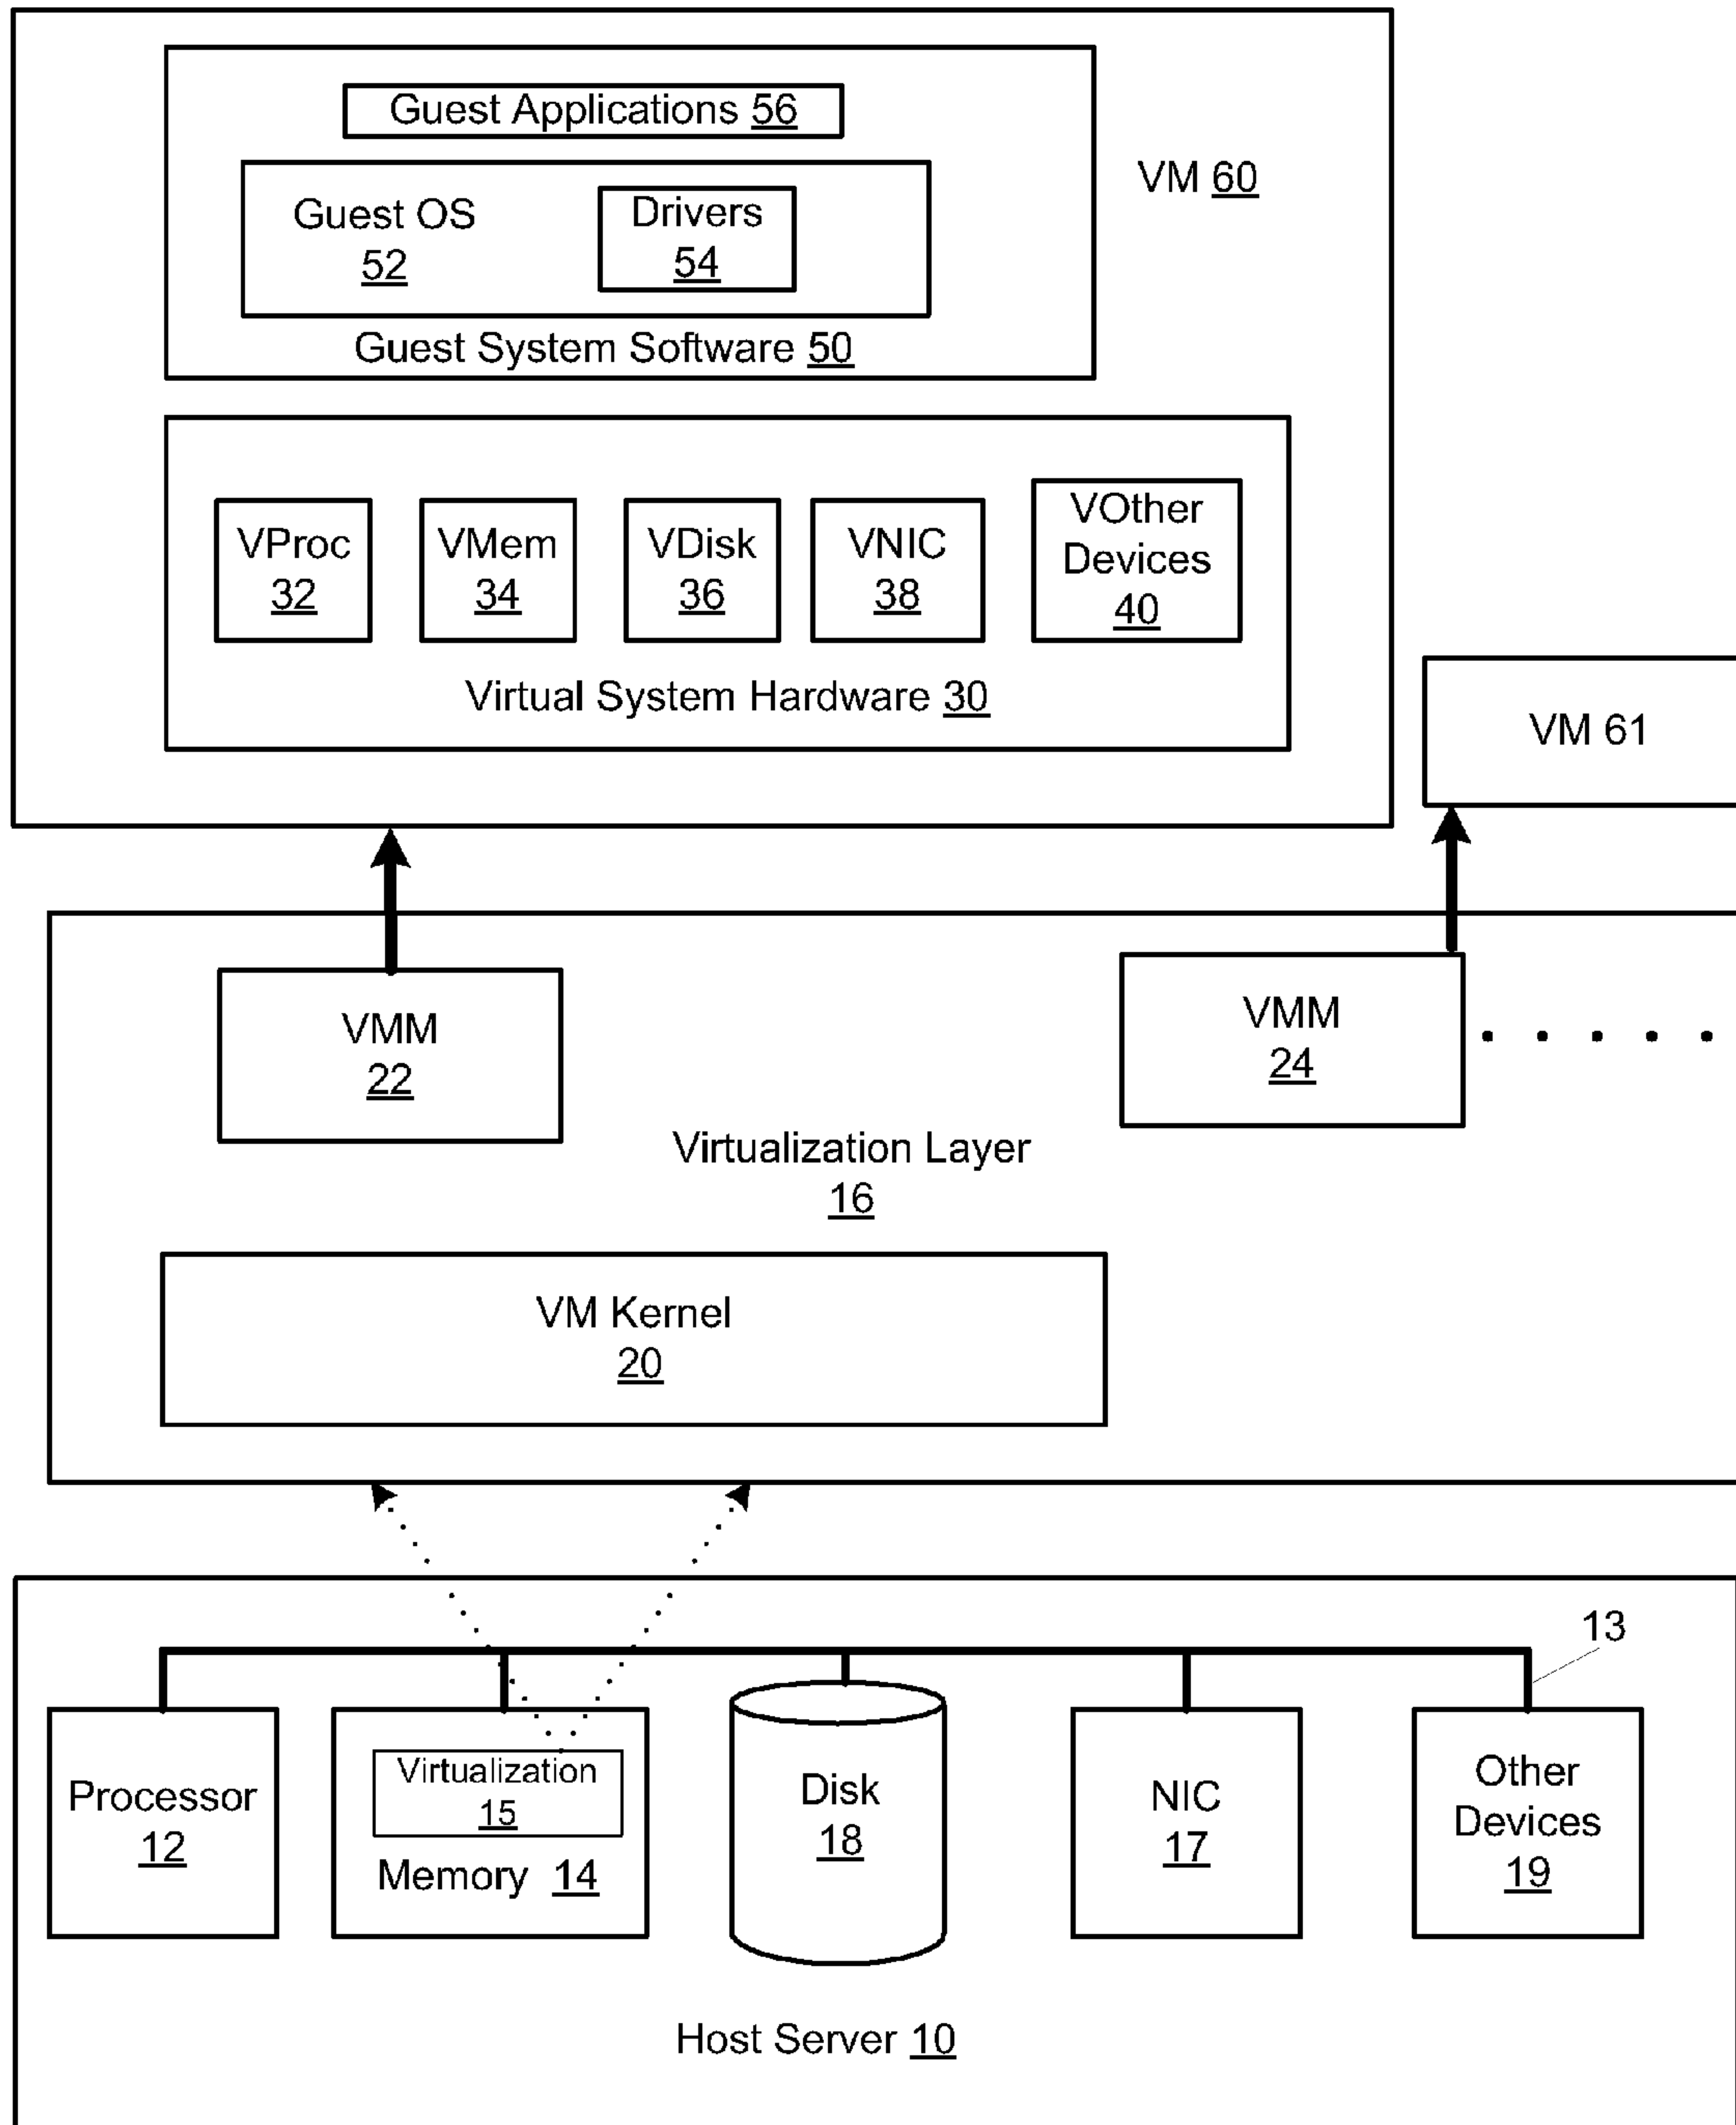 Guest Applications 56
VM 60
Guest OS
52
Drivers
54
Guest System Software 50
VProc
32
VMem
34
VDisk
36
VNIC
38
VOther
Devices
40
Virtual System Hardware 30
VM 61
VMM
22
VMM
24
Virtualization Layer
16
VM Kernel
20
13
Processor
12
Virtualization
15
Memory 14
Disk
18
NIC
17
Other
Devices
19
Host Server 10